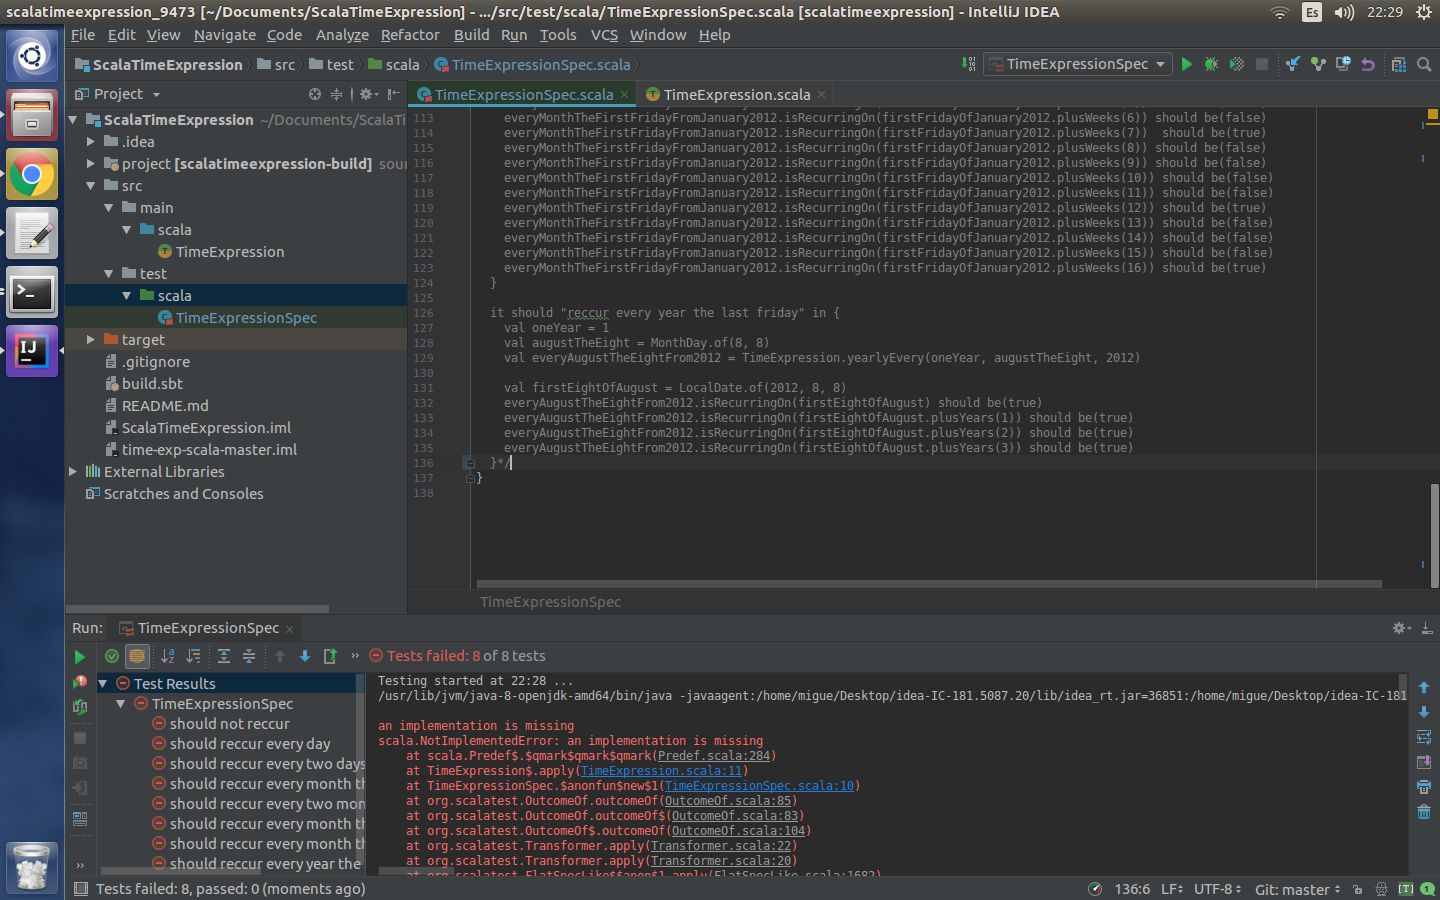 scalatimeexpression_9473 [~/Documents/ScalaTimeExpression] - .../src/test/scala/TimeExpressionSpec.scala [scalatimeexpression] - IntelliJ IDEA
Es 22:29
File Edit View Navigate Code Analyze Refactor Build Run Tools VCS Window Help
ScalaTimeExpression src test scala TimeExpressionSpec.scala
TimeExpressionSpec
Project
TimeExpressionSpec.scala TimeExpression.scala
ScalaTimeExpression ~/Documents/ScalaTi
.idea
project [scalatimeexpression-build] sour
src
main
scala
TimeExpression
test
scala
TimeExpressionSpec
target
.gitignore
build.sbt
README.md
ScalaTimeExpression.iml
time-exp-scala-master.iml
External Libraries
Scratches and Consoles
113 everyMonthTheFirstFridayFromJanuary2012.isRecurringOn(firstFridayOfJanuary2012.plusWeeks(6)) should be(false)
114 everyMonthTheFirstFridayFromJanuary2012.isRecurringOn(firstFridayOfJanuary2012.plusWeeks(7))  should be(true)
115 everyMonthTheFirstFridayFromJanuary2012.isRecurringOn(firstFridayOfJanuary2012.plusWeeks(8)) should be(false)
116 everyMonthTheFirstFridayFromJanuary2012.isRecurringOn(firstFridayOfJanuary2012.plusWeeks(9)) should be(false)
117 everyMonthTheFirstFridayFromJanuary2012.isRecurringOn(firstFridayOfJanuary2012.plusWeeks(10)) should be(false)
118 everyMonthTheFirstFridayFromJanuary2012.isRecurringOn(firstFridayOfJanuary2012.plusWeeks(11)) should be(false)
119 everyMonthTheFirstFridayFromJanuary2012.isRecurringOn(firstFridayOfJanuary2012.plusWeeks(12)) should be(true)
120 everyMonthTheFirstFridayFromJanuary2012.isRecurringOn(firstFridayOfJanuary2012.plusWeeks(13)) should be(false)
121 everyMonthTheFirstFridayFromJanuary2012.isRecurringOn(firstFridayOfJanuary2012.plusWeeks(14)) should be(false)
122 everyMonthTheFirstFridayFromJanuary2012.isRecurringOn(firstFridayOfJanuary2012.plusWeeks(15)) should be(false)
123 everyMonthTheFirstFridayFromJanuary2012.isRecurringOn(firstFridayOfJanuary2012.plusWeeks(16)) should be(true)
124 }
125
126 it should "reccur every year the last friday" in {
127 val oneYear = 1
128 val augustTheEight = MonthDay.of(8, 8)
129 val everyAugustTheEightFrom2012 = TimeExpression.yearlyEvery(oneYear, augustTheEight, 2012)
130
131 val firstEightOfAugust = LocalDate.of(2012, 8, 8)
132 everyAugustTheEightFrom2012.isRecurringOn(firstEightOfAugust) should be(true)
133 everyAugustTheEightFrom2012.isRecurringOn(firstEightOfAugust.plusYears(1)) should be(true)
134 everyAugustTheEightFrom2012.isRecurringOn(firstEightOfAugust.plusYears(2)) should be(true)
135 everyAugustTheEightFrom2012.isRecurringOn(firstEightOfAugust.plusYears(3)) should be(true)
136 }*/
137 }
138
TimeExpressionSpec
Run: TimeExpressionSpec
Tests failed: 8 of 8 tests
Test Results
TimeExpressionSpec
should not reccur
should reccur every day
should reccur every two days
should reccur every month th
should reccur every two mon
should reccur every month th
should reccur every month th
should reccur every year the
Testing started at 22:28 ...
/usr/lib/jvm/java-8-openjdk-amd64/bin/java -javaagent:/home/migue/Desktop/idea-IC-181.5087.20/lib/idea_rt.jar=36851:/home/migue/Desktop/idea-IC-181
an implementation is missing
scala.NotImplementedError: an implementation is missing
at scala.Predef$.$qmark$qmark$qmark(Predef.scala:284)
at TimeExpression$.apply(TimeExpression.scala:11)
at TimeExpressionSpec.$anonfun$new$1(TimeExpressionSpec.scala:10)
at org.scalatest.OutcomeOf.outcomeOf(OutcomeOf.scala:85)
at org.scalatest.OutcomeOf.outcomeOf$(OutcomeOf.scala:83)
at org.scalatest.OutcomeOf$.outcomeOf(OutcomeOf.scala:104)
at org.scalatest.Transformer.apply(Transformer.scala:22)
at org.scalatest.Transformer.apply(Transformer.scala:20)
at org.scalatest.FlatSpecLike$$anon$1.apply(FlatSpecLike.scala:1682)
Tests failed: 8, passed: 0 (moments ago)
136:6 LF UTF-8 Git: master [T] 1